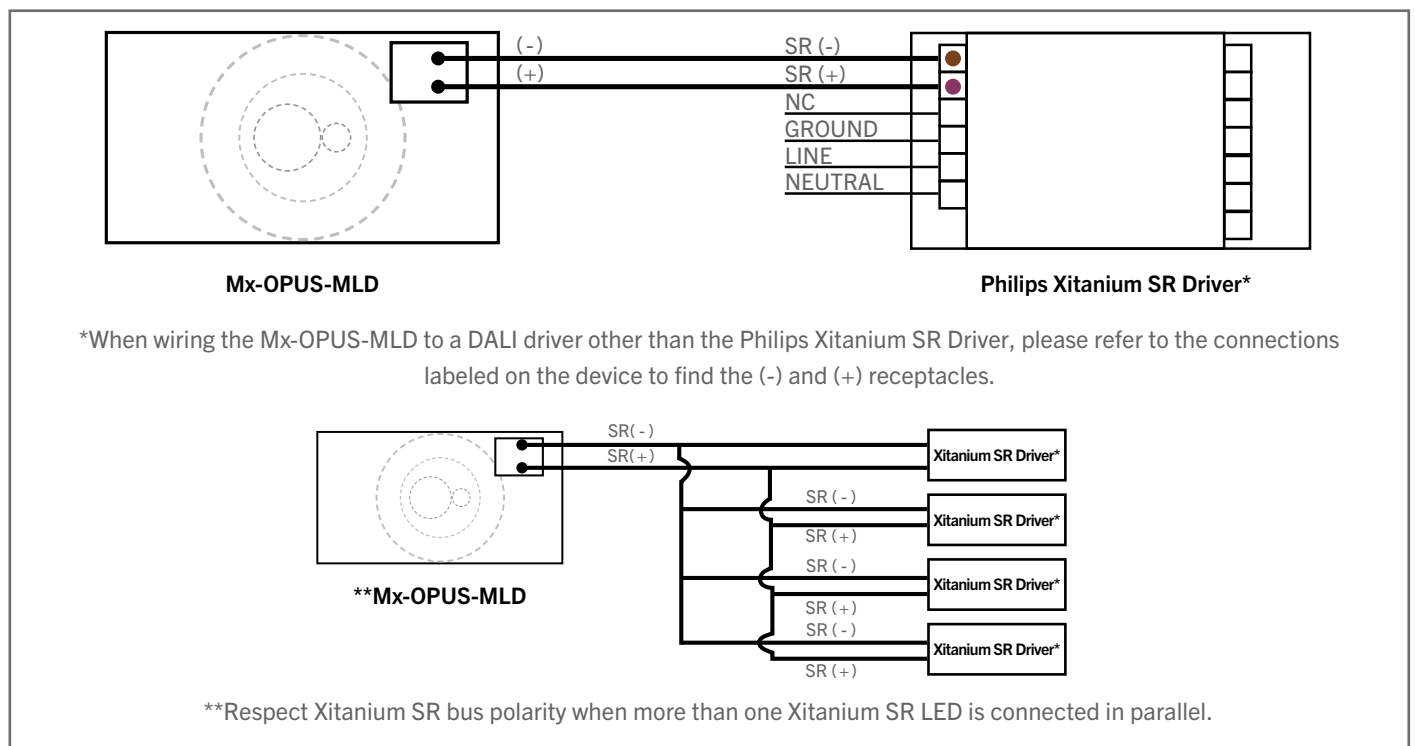 (-) SR (-)
(+) SR (+)
NC
GROUND
LINE
NEUTRAL
Mx-OPUS-MLD Philips Xitanium SR Driver*
*When wiring the Mx-OPUS-MLD to a DALI driver other than the Philips Xitanium SR Driver, please refer to the connections
labeled on the device to find the (-) and (+) receptacles.
SR(-)
SR(+)
Xitanium SR Driver*
SR (-)
SR (+)
Xitanium SR Driver*
SR (-)
SR (+)
Xitanium SR Driver*
SR (-)
SR (+)
Xitanium SR Driver*
**Mx-OPUS-MLD
**Respect Xitanium SR bus polarity when more than one Xitanium SR LED is connected in parallel.